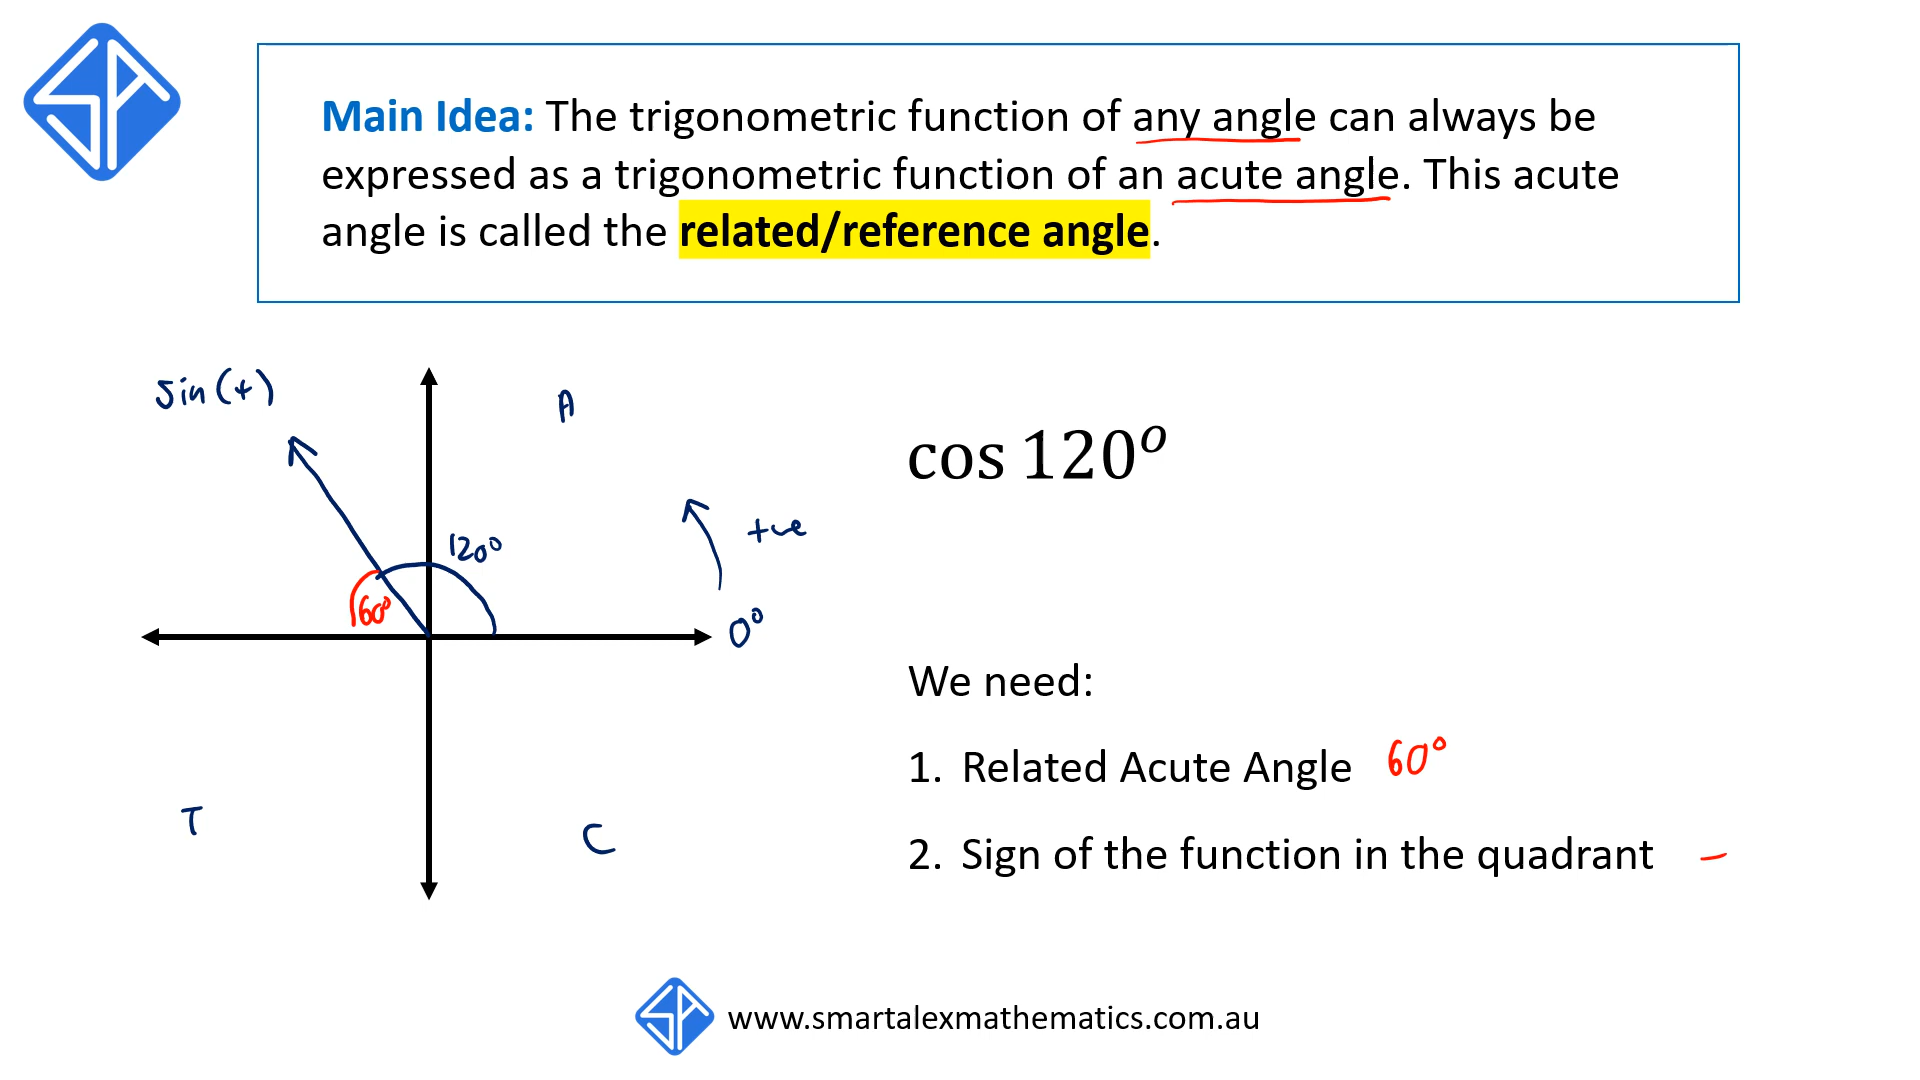 Main Idea: The trigonometric function of any angle can always be
expressed as a trigonometric function of an acute angle. This acute
angle is called the related/reference angle.
sin(+)
A
cos 120°
120°
+ve
60°
0°
We need:
1. Related Acute Angle 60°
2. Sign of the function in the quadrant −
T
C
www.smartalexmathematics.com.au